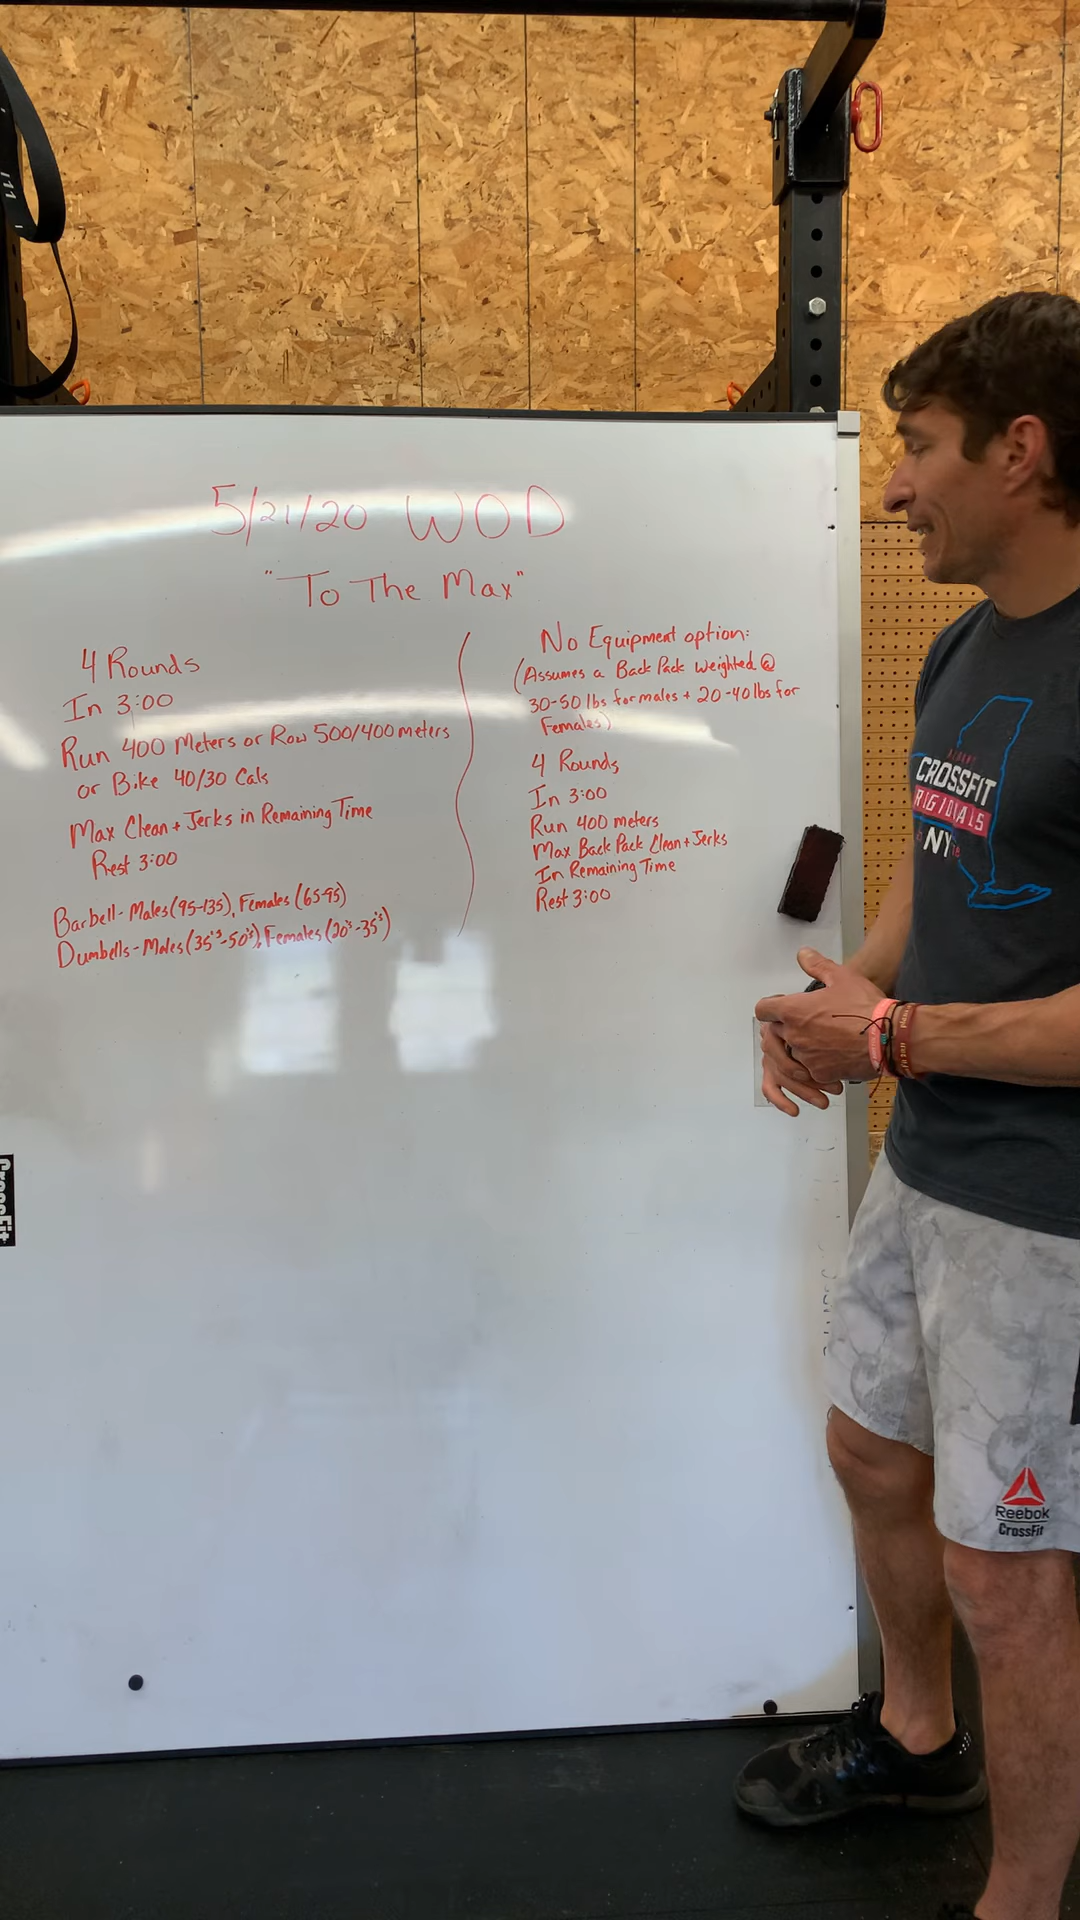 5/21/20 WOD
"To The Max"
4 Rounds
In 3:00
Run 400 Meters or Row 500/400 meters
or Bike 40/30 Cals
Max Clean + Jerks in Remaining Time
Rest 3:00
Barbell - Males (95-135), Females (65-95)
Dumbells - Males (35's-50's), Females (20's-35's)
No Equipment option:
(Assumes a Back Pack weighted @
30-50 lbs for males + 20-40 lbs for
Females)
4 Rounds
In 3:00
Run 400 meters
Max Back Pack Clean + Jerks
In Remaining Time
Rest 3:00
CROSSFIT
RIGINALS
NY
Reebok
CrossFit
CrossFit